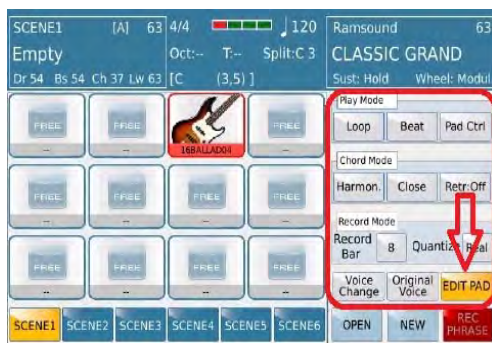 SCENE1 [A] 63 4/4 120 Ramsound 63
Empty Oct:-- T:-- Split:C 3 CLASSIC GRAND
Dr 54 Bs 54 Ch 37 Lw 63 [C (3,5) ] Sust: Hold Wheel: Modul
Play Mode
FREE FREE FREE Loop Beat Pad Ctrl
-- -- 16BALLAD04 --
Chord Mode
FREE FREE FREE FREE Harmon. Close Retr:Off
-- -- -- --
Record Mode
Record Bar 8 Quantize Real
FREE FREE FREE FREE Voice Change Original Voice EDIT PAD
-- -- -- --
SCENE1 SCENE2 SCENE3 SCENE4 SCENE5 SCENE6 OPEN NEW REC PHRASE